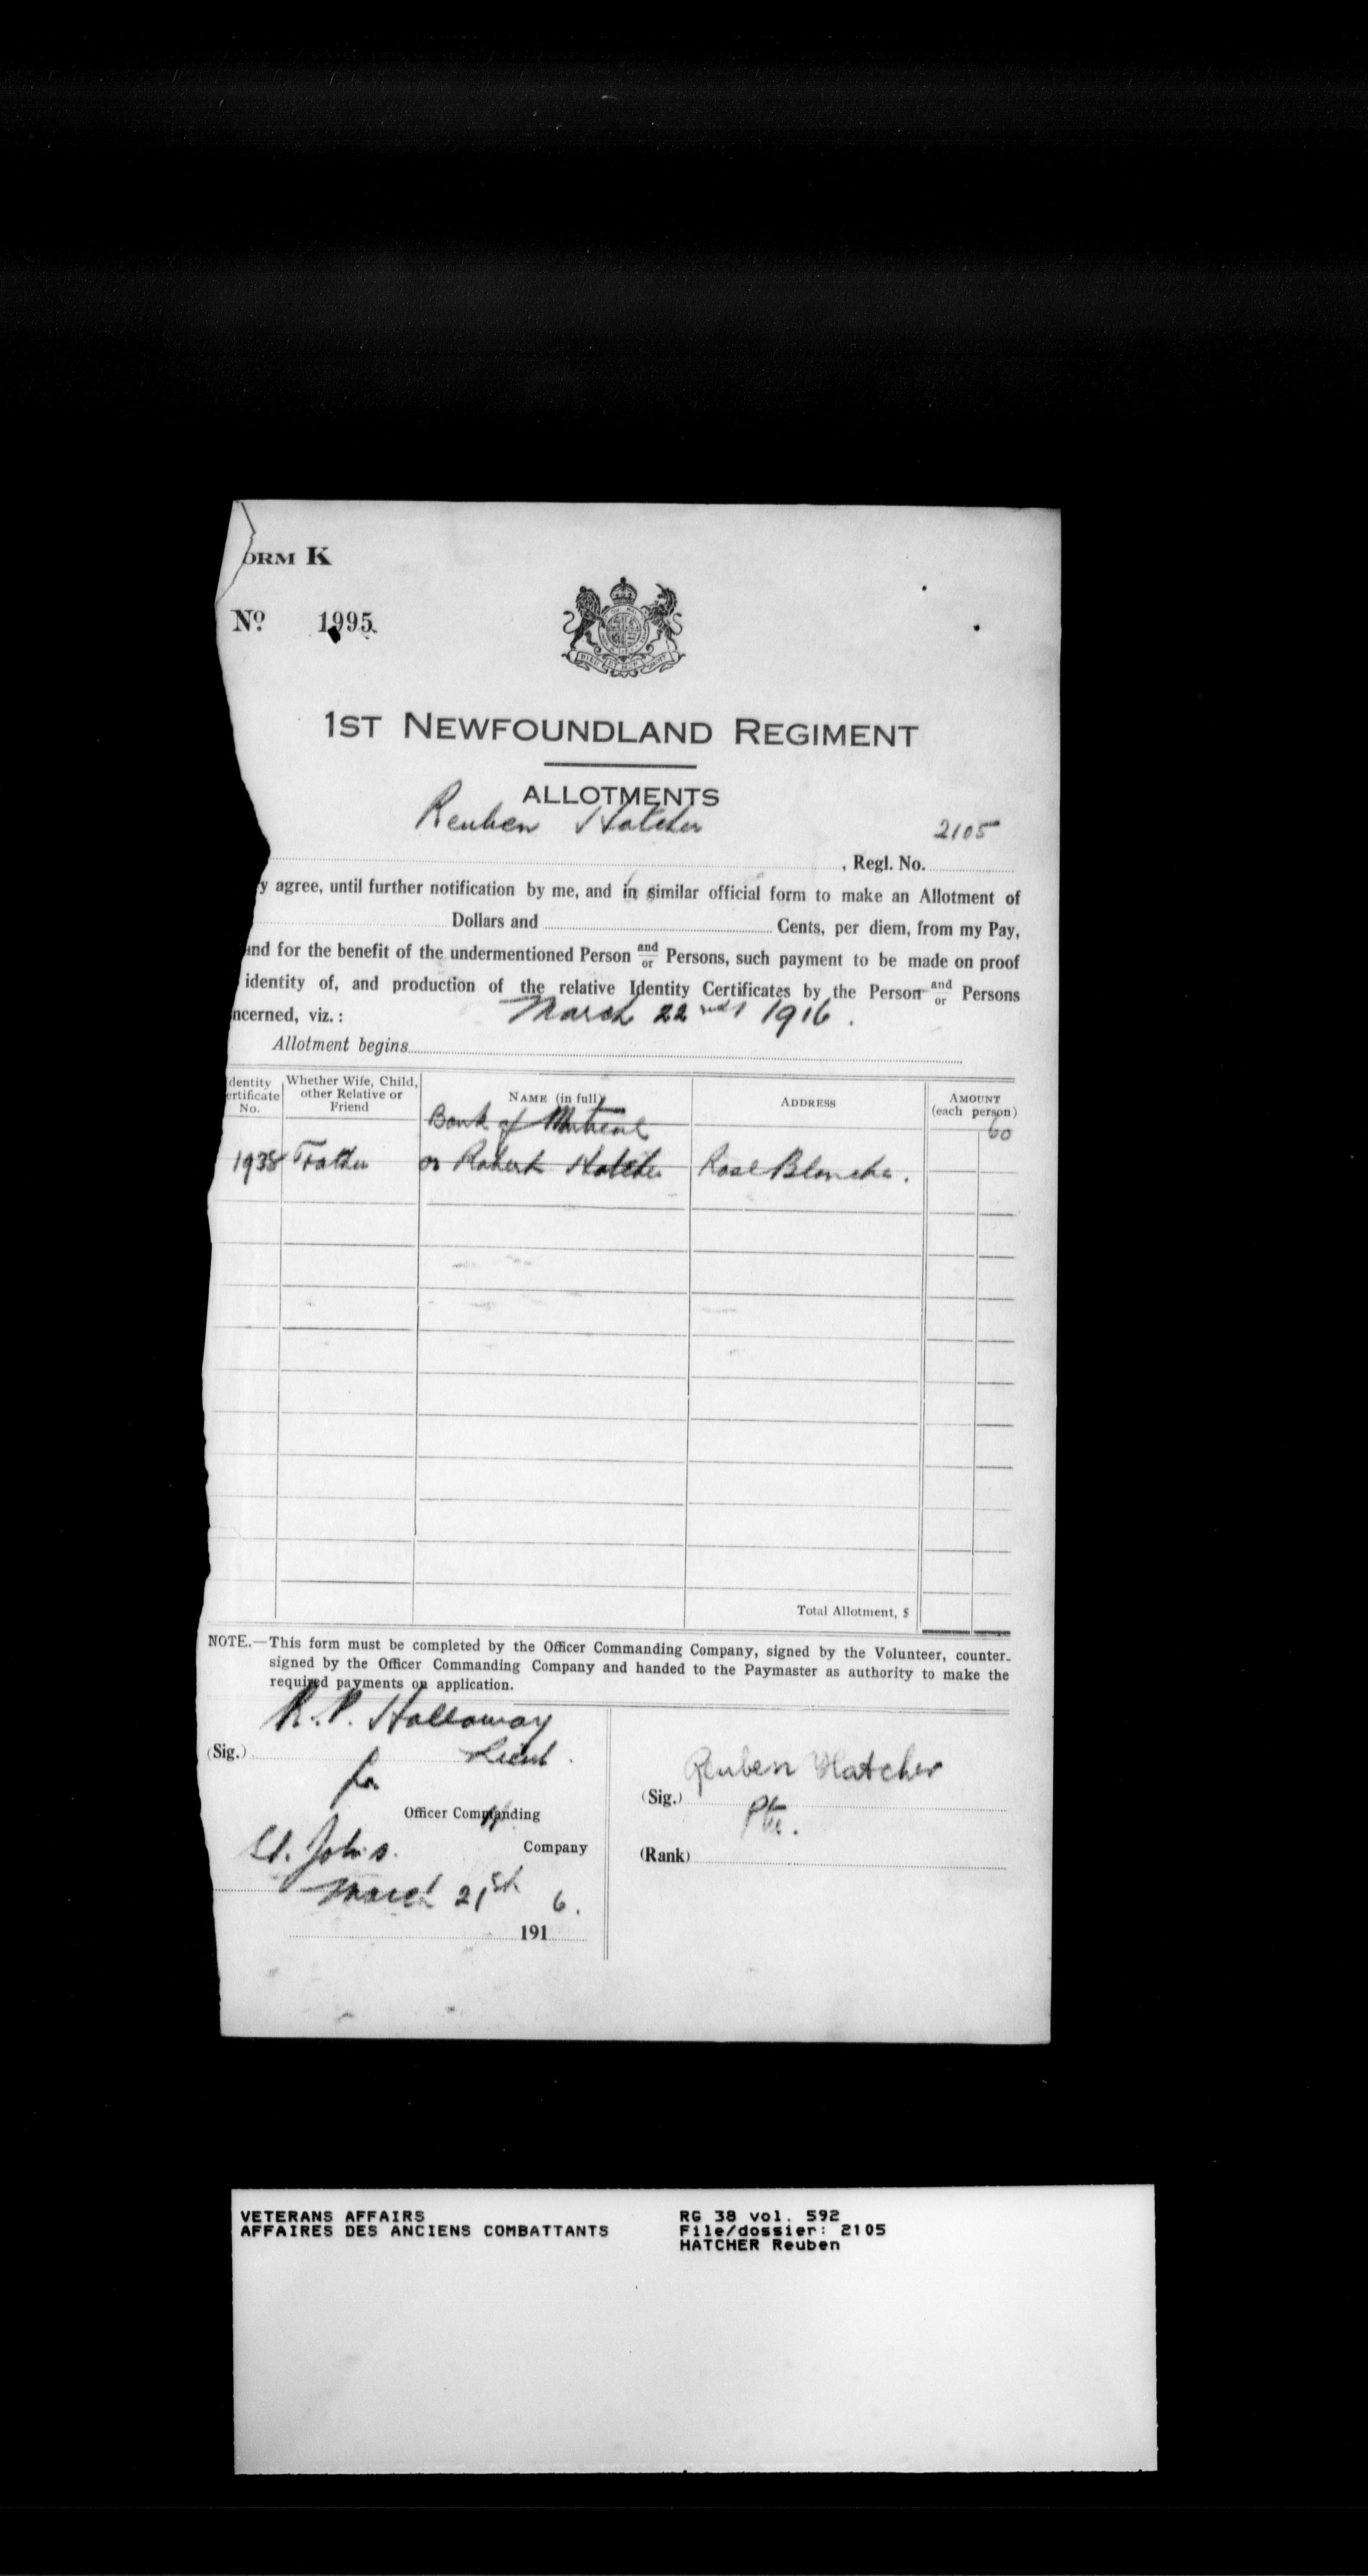 ORM K
No 1995
DIEU ET MON DROIT
1ST NEWFOUNDLAND REGIMENT
ALLOTMENTS
Reuben Hatcher 2105
, Regl. No.
y agree, until further notification by me, and in similar official form to make an Allotment of
Dollars and Cents, per diem, from my Pay,
and for the benefit of the undermentioned Person and/or Persons, such payment to be made on proof
identity of, and production of the relative Identity Certificates by the Person and/or Persons
ncerned, viz.: March 22nd 1916.
Allotment begins
dentity ertificate No. Whether Wife, Child, other Relative or Friend NAME (in full) ADDRESS AMOUNT (each person)
Bank of Montreal 60
1938 Father or Robert Hatcher Rose Blanche.
Total Allotment, $
NOTE.—This form must be completed by the Officer Commanding Company, signed by the Volunteer, counter-
signed by the Officer Commanding Company and handed to the Paymaster as authority to make the
required payments on application.
R. P. Holloway
(Sig.) Lieut.
for
Officer Commanding
Company
St. John's.
March 21st 6.
191
Reuben Hatcher
(Sig.)
Pte.
(Rank)
VETERANS AFFAIRS RG 38 vol. 592
AFFAIRES DES ANCIENS COMBATTANTS File/dossier: 2105
HATCHER Reuben